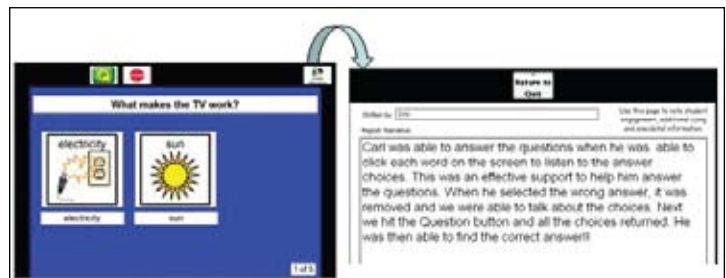 What makes the TV work?
electricity
sun
electricity
sun
1 of 5
Return to
Quiz
Written by:
Report Narrative:
Use this page to note student
engagement, additional cuing
and anecdotal information.
Carl was able to answer the questions when he was able to
click each word on the screen to listen to the answer
choices. This was an effective support to help him answer
the questions. When he selected the wrong answer, it was
removed and we were able to talk about the choices. Next
we hit the Question button and all the choices returned. He
was then able to find the correct answer!!